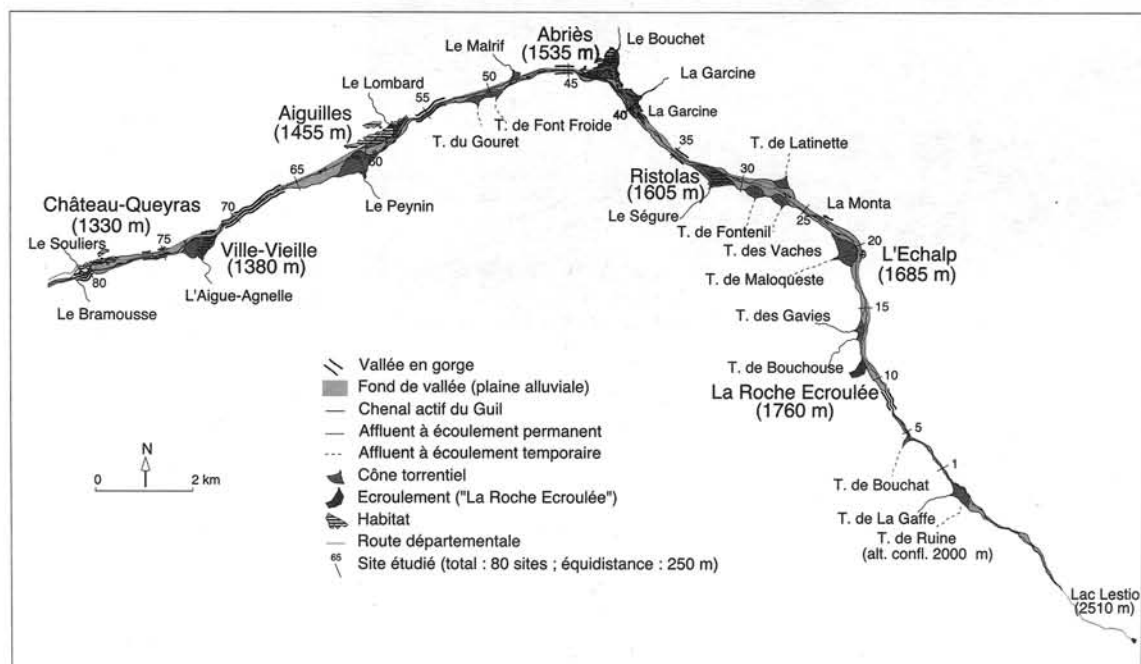 Abriès
(1535 m)
Le Bouchet
Le Malrif
La Garcine
Le Lombard
50
45
55
La Garcine
Aiguilles
(1455 m)
40
T. de Font Froide
T. du Gouret
35
T. de Latinette
60
65
30
Ristolas
(1605 m)
Le Peynin
La Monta
Château-Queyras
(1330 m)
70
Le Ségure
25
T. de Fontenil
Le Souliers
75
Ville-Vieille
(1380 m)
T. des Vaches
20
L'Echalp
(1685 m)
80
T. de Maloqueste
L'Aigue-Agnelle
Le Bramousse
15
T. des Gavies
T. de Bouchouse
10
La Roche Ecroulée
(1760 m)
5
1
T. de Bouchat
T. de La Gaffe
T. de Ruine
(alt. confl. 2000 m)
Lac Lestio
(2510 m)
N
0 2 km
Vallée en gorge
Fond de vallée (plaine alluviale)
Chenal actif du Guil
Affluent à écoulement permanent
Affluent à écoulement temporaire
Cône torrentiel
Ecroulement ("La Roche Ecroulée")
Habitat
Route départementale
65 Site étudié (total : 80 sites ; équidistance : 250 m)